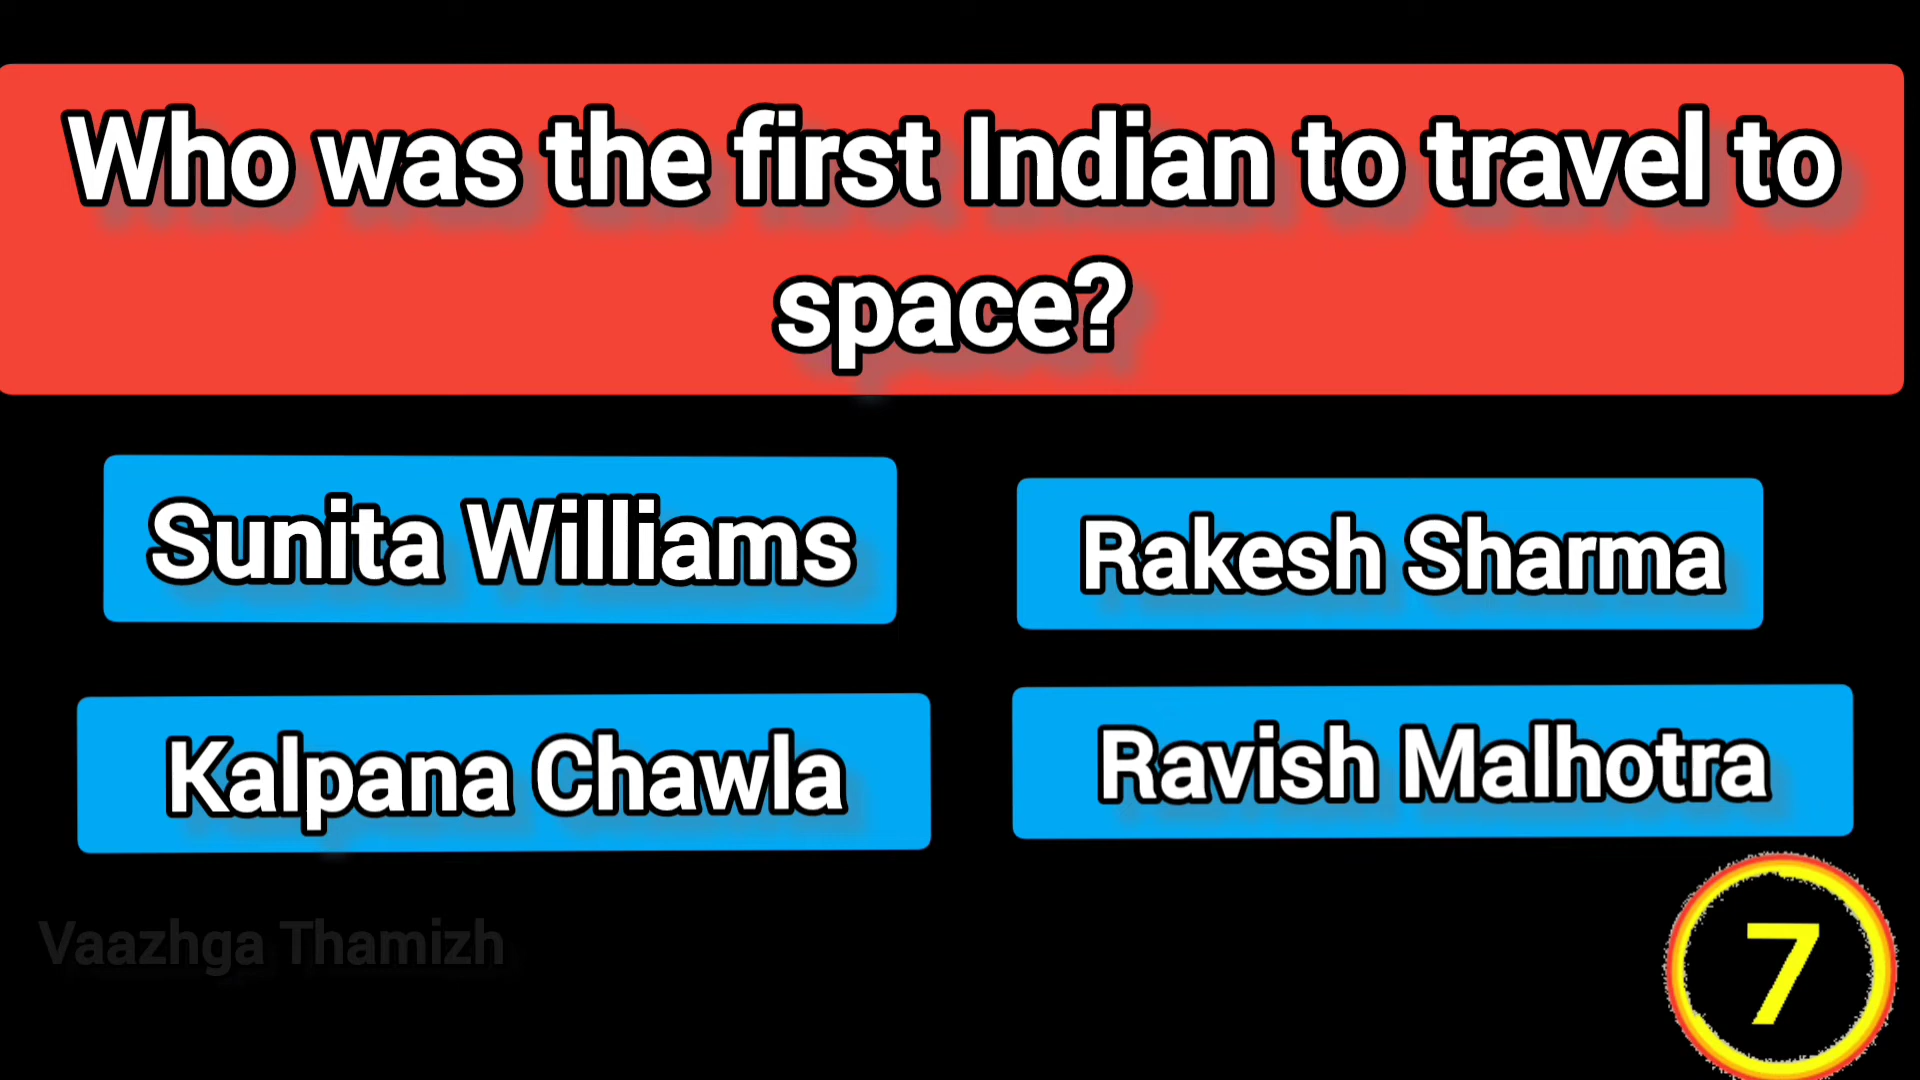 Who was the first Indian to travel to
space?
Sunita Williams
Rakesh Sharma
Kalpana Chawla
Ravish Malhotra
Vaazhga Thamizh
7